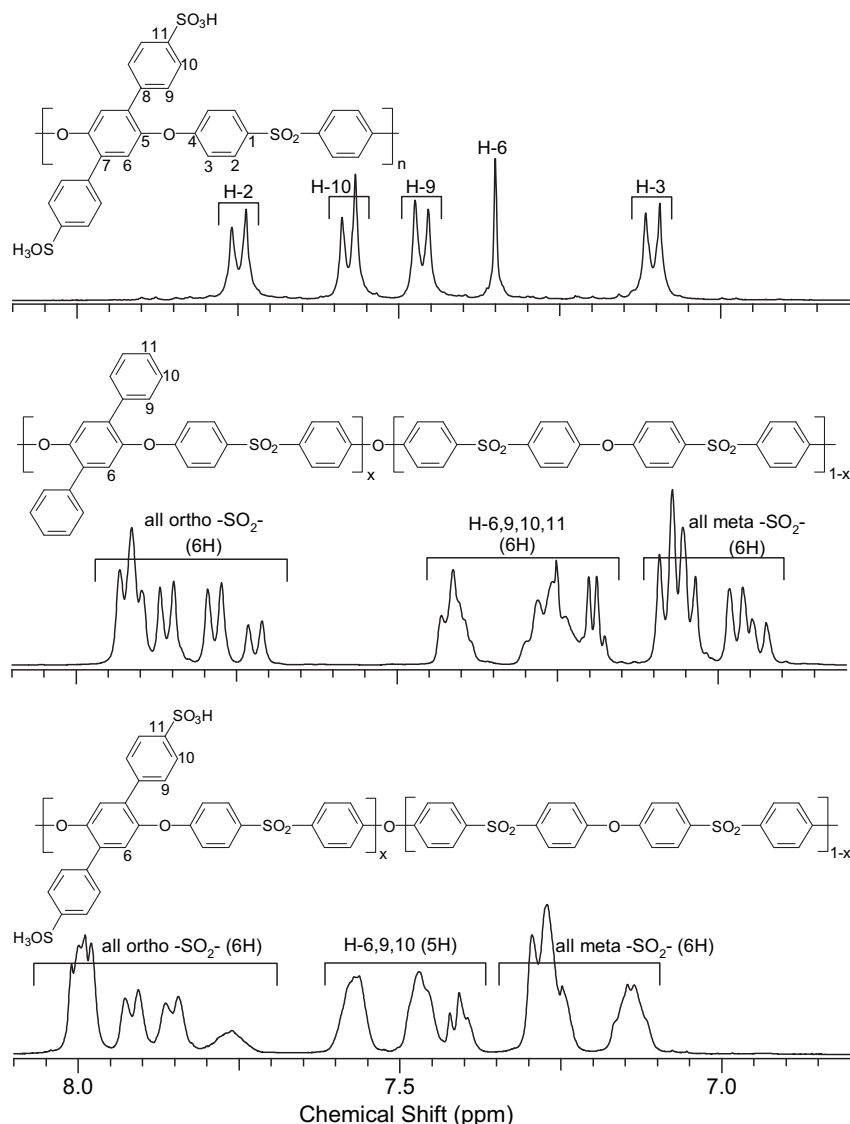 SO3H
11
10
8 9
O 5 O 4 1 SO2 n
7 6 3 2
H3OS
H-2 H-10 H-9 H-6 H-3
11
10
9
O O SO2 x O SO2 O SO2 1-x
6
all ortho -SO2-
(6H)
H-6,9,10,11
(6H)
all meta -SO2-
(6H)
SO3H
11
10
9
O O SO2 x O SO2 O SO2 1-x
6
H3OS
all ortho -SO2- (6H)
H-6,9,10 (5H)
all meta -SO2- (6H)
8.0 7.5 7.0
Chemical Shift (ppm)